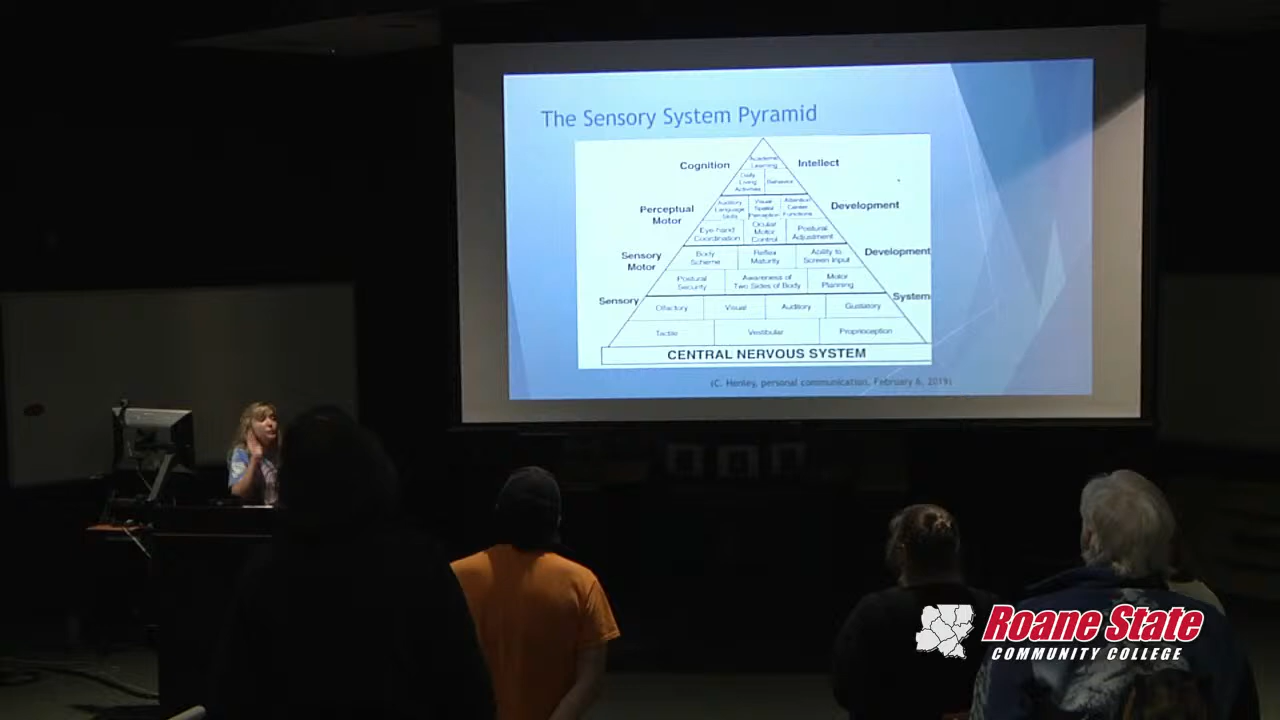 The Sensory System Pyramid
Cognition
Academic
Learning
Intellect
Daily
Living
Activities
Behavior
Perceptual
Motor
Auditory
Language
Skills
Visual
Spatial
Perception
Attention
Center
Functions
Development
Eye-hand
Coordination
Ocular
Motor
Control
Postural
Adjustment
Sensory
Motor
Body
Scheme
Reflex
Maturity
Ability to
Screen Input
Development
Postural
Security
Awareness of
Two Sides of Body
Motor
Planning
Sensory
Olfactory
Visual
Auditory
Gustatory
System
Tactile
Vestibular
Proprioception
CENTRAL NERVOUS SYSTEM
(C. Henley, personal communication, February 6, 2019)
Roane State
COMMUNITY COLLEGE